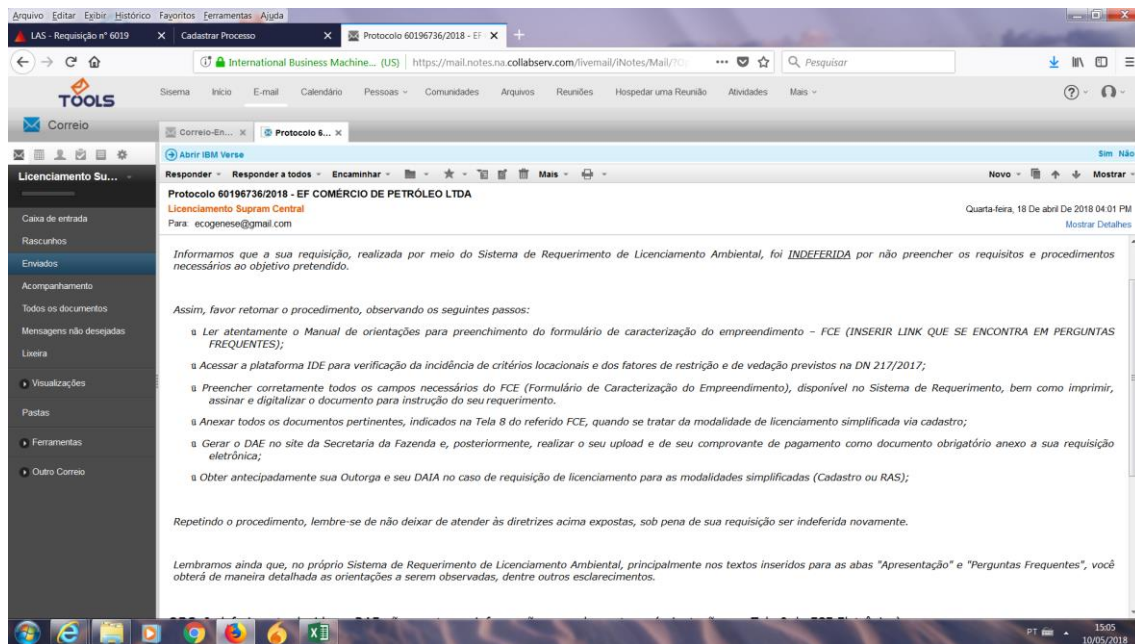 Arquivo Editar Exibir Histórico Favoritos Ferramentas Ajuda
LAS - Requisição n° 6019 Cadastrar Processo Protocolo 60196736/2018 - EF
International Business Machine... (US) https://mail.notes.na.collabserv.com/livemail/iNotes/Mail/ Pesquisar
TOOLS Sisema Início E-mail Calendário Pessoas Comunidades Arquivos Reuniões Hospedar uma Reunião Atividades Mais
Correio Correio-En... Protocolo 6...
Abrir IBM Verse Sim Não
Licenciamento Su... Responder Responder a todos Encaminhar Mais Novo Mostrar
Protocolo 60196736/2018 - EF COMÉRCIO DE PETRÓLEO LTDA
Licenciamento Supram Central Quarta-feira, 18 De abril De 2018 04:01 PM
Para: ecogenese@gmail.com Mostrar Detalhes
Caixa de entrada
Rascunhos
Enviados
Acompanhamento
Todos os documentos
Mensagens não desejadas
Lixeira
Visualizações
Pastas
Ferramentas
Outro Correio
Informamos que a sua requisição, realizada por meio do Sistema de Requerimento de Licenciamento Ambiental, foi INDEFERIDA por não preencher os requisitos e procedimentos
necessários ao objetivo pretendido.
Assim, favor retomar o procedimento, observando os seguintes passos:
Ler atentamente o Manual de orientações para preenchimento do formulário de caracterização do empreendimento – FCE (INSERIR LINK QUE SE ENCONTRA EM PERGUNTAS
FREQUENTES);
Acessar a plataforma IDE para verificação da incidência de critérios locacionais e dos fatores de restrição e de vedação previstos na DN 217/2017;
Preencher corretamente todos os campos necessários do FCE (Formulário de Caracterização do Empreendimento), disponível no Sistema de Requerimento, bem como imprimir,
assinar e digitalizar o documento para instrução do seu requerimento.
Anexar todos os documentos pertinentes, indicados na Tela 8 do referido FCE, quando se tratar da modalidade de licenciamento simplificada via cadastro;
Gerar o DAE no site da Secretaria da Fazenda e, posteriormente, realizar o seu upload e de seu comprovante de pagamento como documento obrigatório anexo a sua requisição
eletrônica;
Obter antecipadamente sua Outorga e seu DAIA no caso de requisição de licenciamento para as modalidades simplificadas (Cadastro ou RAS);
Repetindo o procedimento, lembre-se de não deixar de atender às diretrizes acima expostas, sob pena de sua requisição ser indeferida novamente.
Lembramos ainda que, no próprio Sistema de Requerimento de Licenciamento Ambiental, principalmente nos textos inseridos para as abas "Apresentação" e "Perguntas Frequentes", você
obterá de maneira detalhada as orientações a serem observadas, dentre outros esclarecimentos.
PT 15:05
10/05/2018